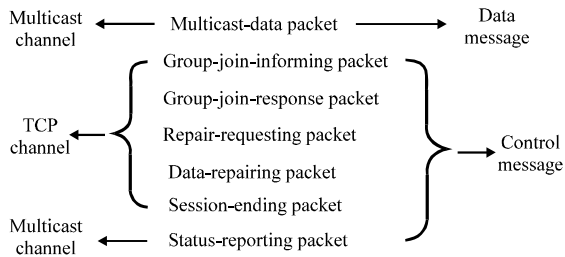 Multicast channel
Multicast-data packet
Data message
Group-join-informing packet
Group-join-response packet
TCP channel
Repair-requesting packet
Control message
Data-repairing packet
Session-ending packet
Multicast channel
Status-reporting packet